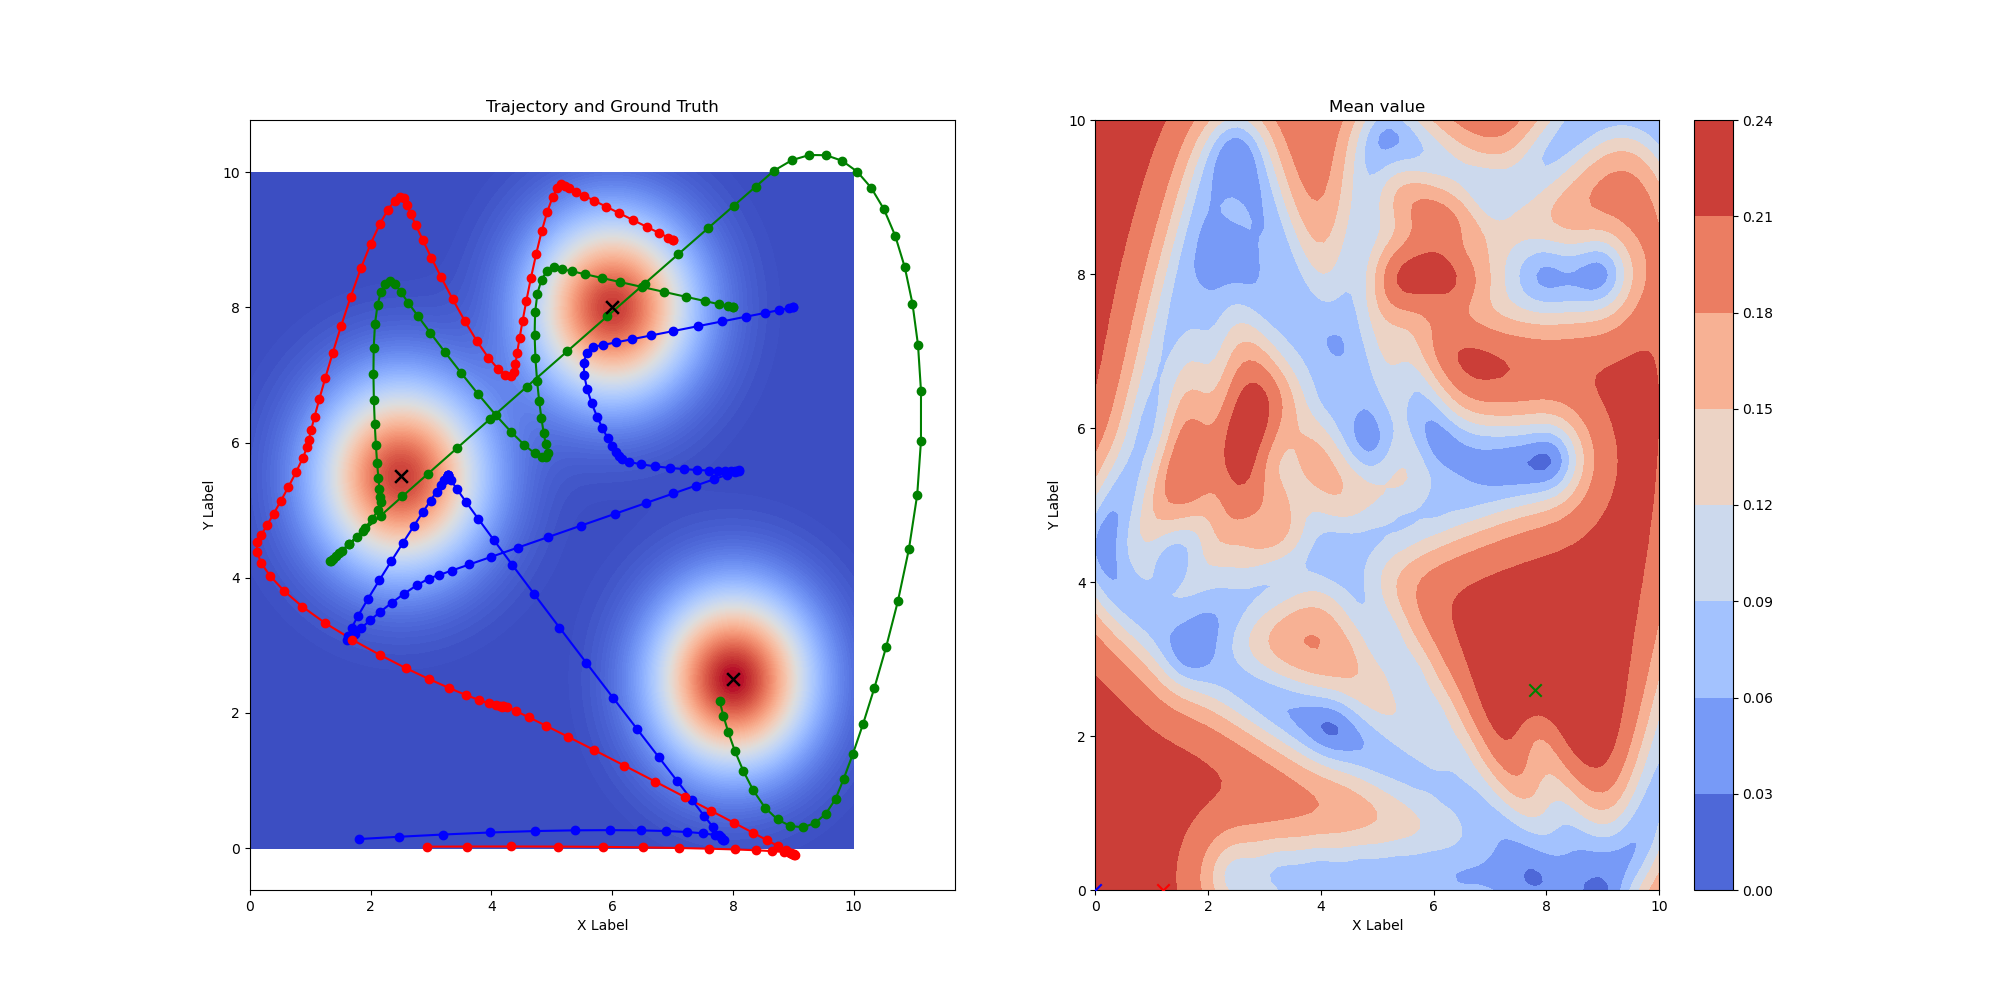 Trajectory and Ground Truth
Y Label
10
8
6
4
2
0
0 2 4 6 8 10
X Label
Mean value
Y Label
10
8
6
4
2
0
0 2 4 6 8 10
X Label
0.24
0.21
0.18
0.15
0.12
0.09
0.06
0.03
0.00